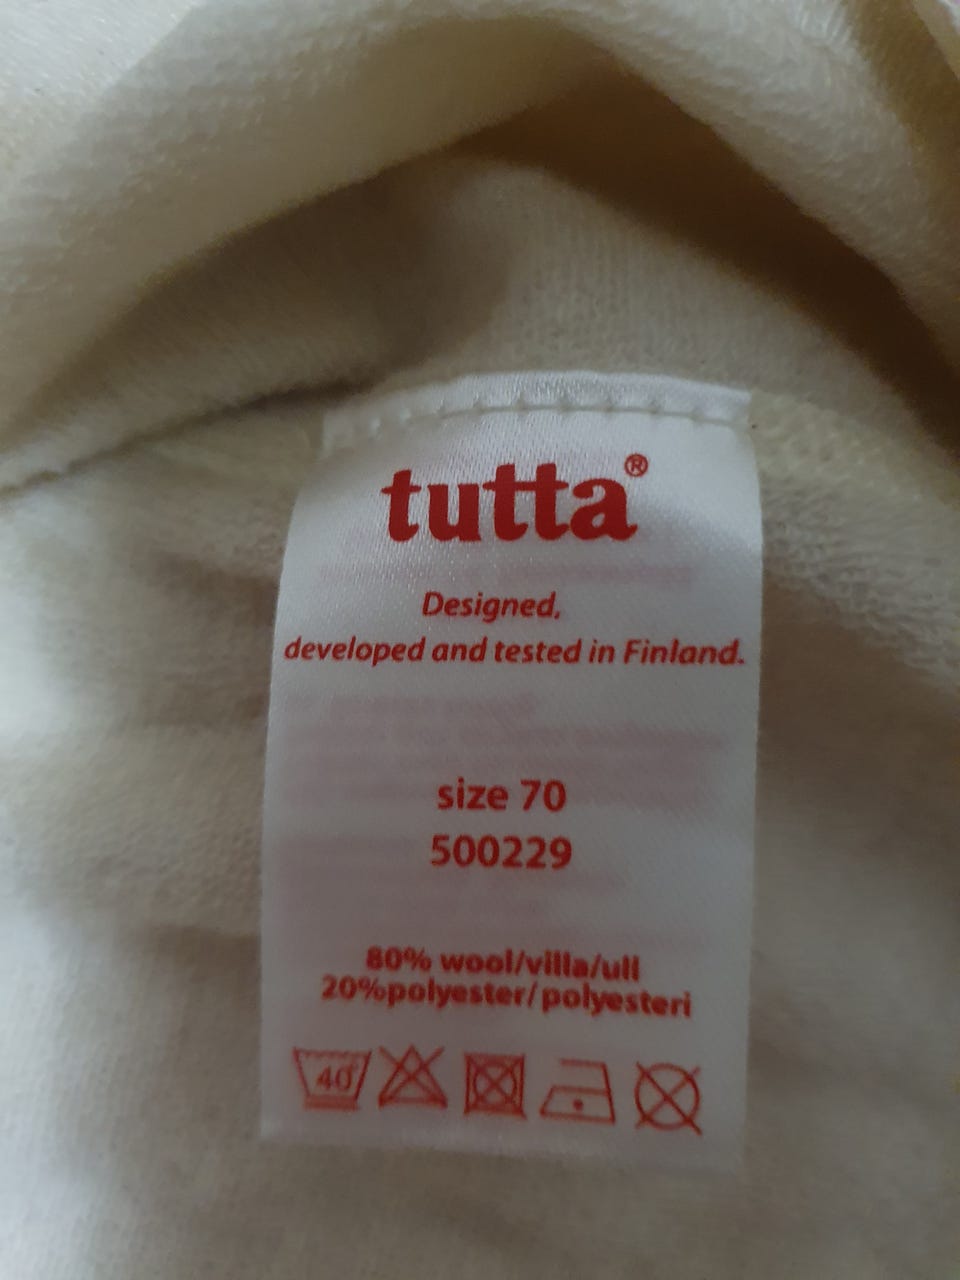 tutta®
Designed,
developed and tested in Finland.
size 70
500229
80% wool/villa/ull
20%polyester/polyesteri
40°